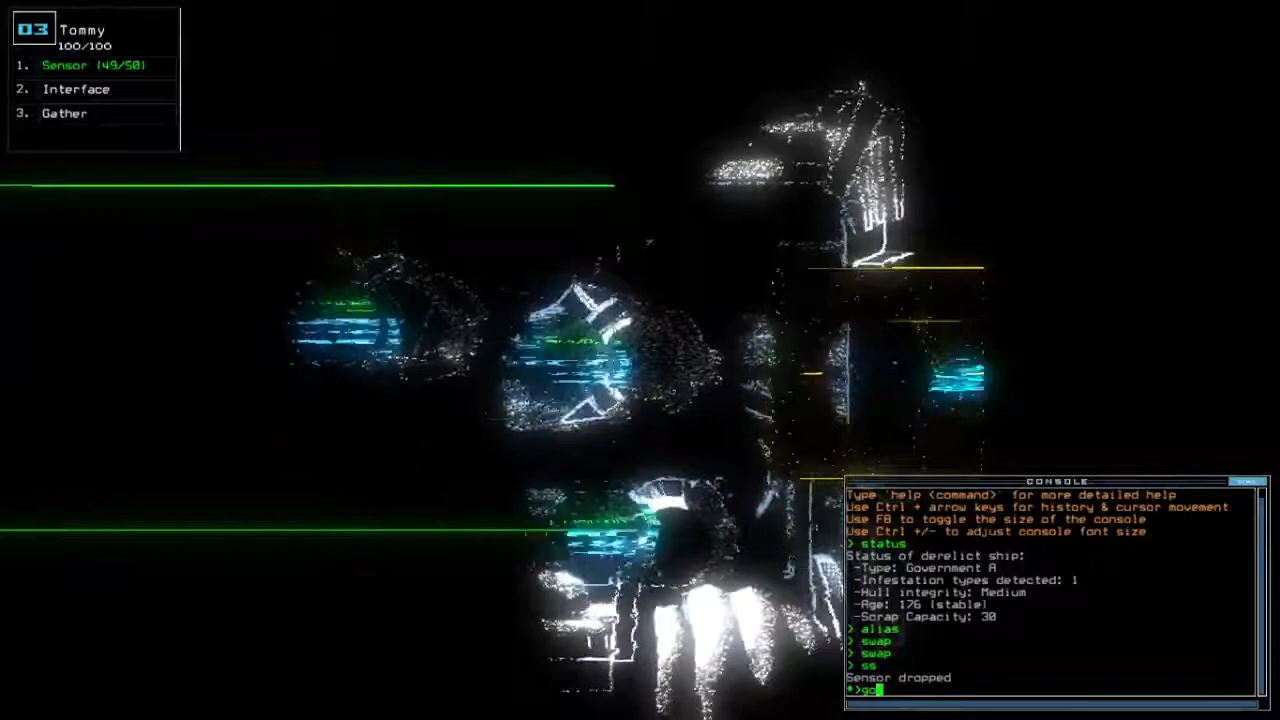 03 Tommy
100/100
1. Sensor (49/50)
2. Interface
3. Gather
CONSOLE
Type 'help <command>' for more detailed help
Use Ctrl + arrow keys for history & cursor movement
Use F8 to toggle the size of the console
Use Ctrl +/- to adjust console font size
> status
Status of derelict ship:
-Type: Government A
-Infestation types detected: 1
-Hull integrity: Medium
-Age: 176 (stable)
-Scrap Capacity: 30
> alias
> swap
> swap
> ss
Sensor dropped
*>go